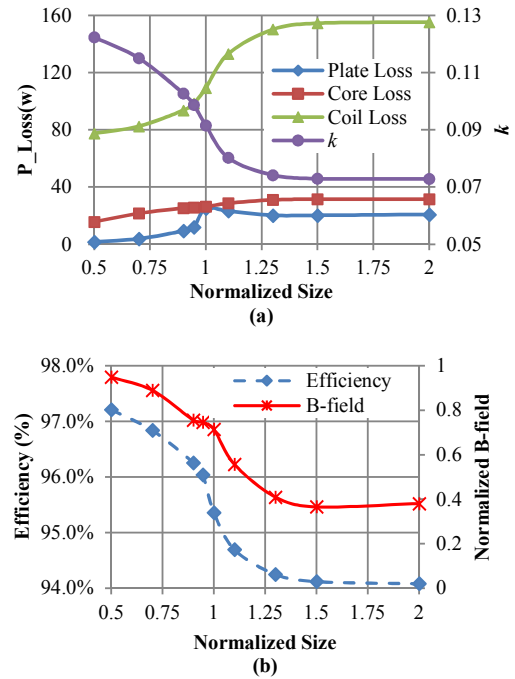 160
120
80
40
0
P_Loss(w)
0.13
0.11
0.09
0.07
0.05
k
Plate Loss
Core Loss
Coil Loss
k
0.5 0.75 1 1.25 1.5 1.75 2
Normalized Size
(a)
98.0%
97.0%
96.0%
95.0%
94.0%
Efficiency (%)
1
0.8
0.6
0.4
0.2
0
Normalized B-field
Efficiency
B-field
0.5 0.75 1 1.25 1.5 1.75 2
Normalized Size
(b)